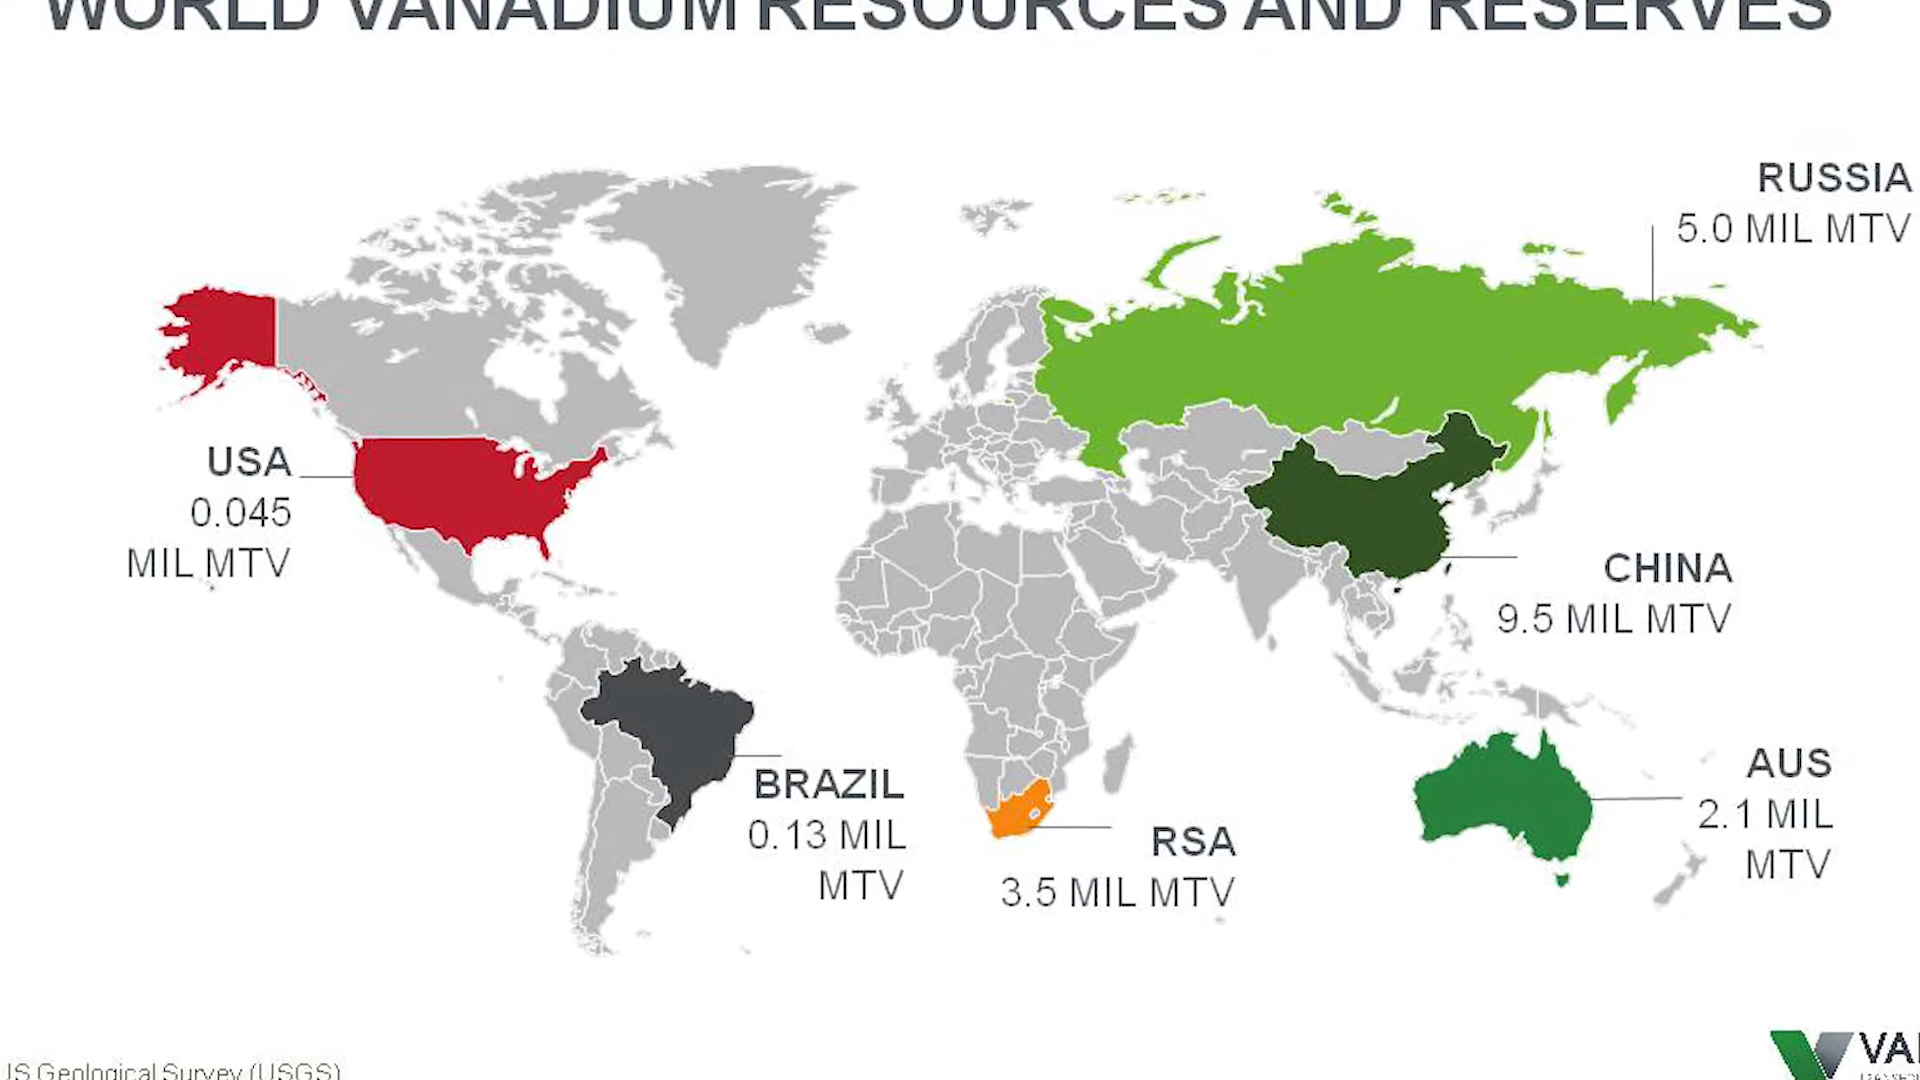 WORLD VANADIUM RESOURCES AND RESERVES
RUSSIA
5.0 MIL MTV
USA
0.045
MIL MTV
CHINA
9.5 MIL MTV
BRAZIL
0.13 MIL
MTV
RSA
3.5 MIL MTV
AUS
2.1 MIL
MTV
US Geological Survey (USGS)